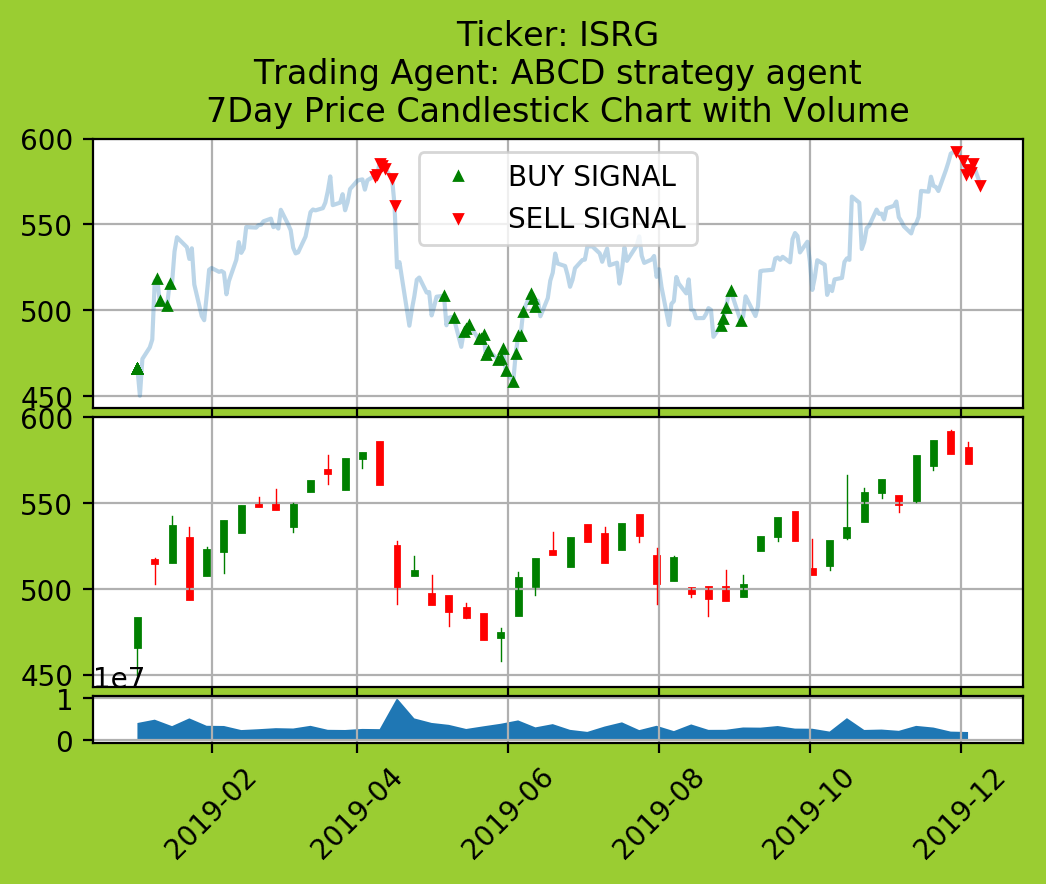 Ticker: ISRG
Trading Agent: ABCD strategy agent
7Day Price Candlestick Chart with Volume
600
BUY SIGNAL
SELL SIGNAL
550
500
450
600
550
500
450
1e7
1
0
2019-02
2019-04
2019-06
2019-08
2019-10
2019-12